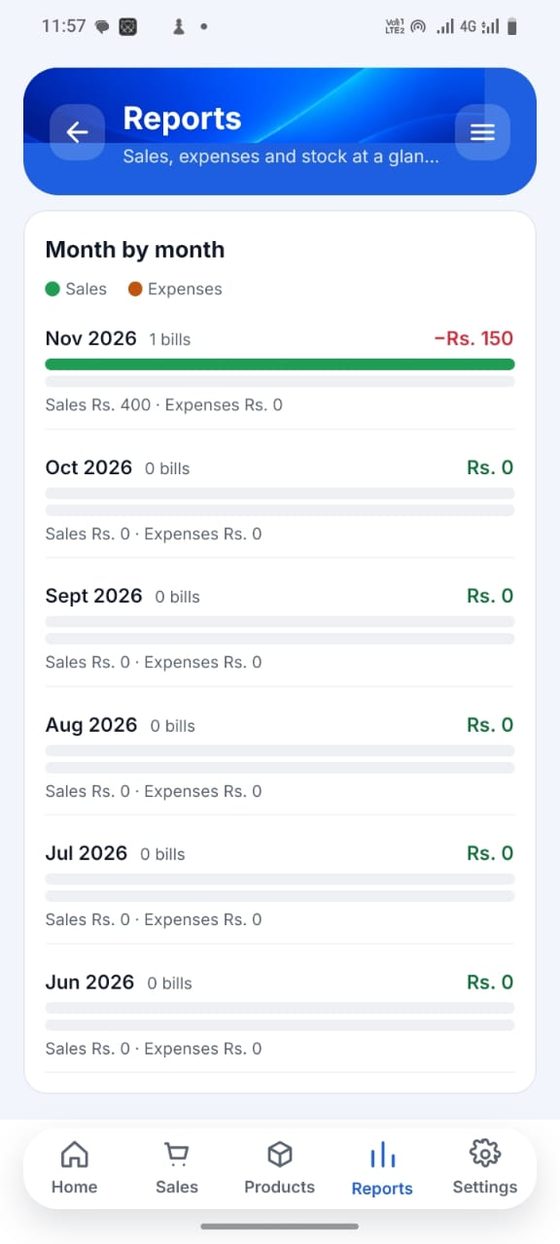 11:57
VoLTE1 LTE2 4G
Reports
Sales, expenses and stock at a glan...
Month by month
Sales Expenses
Nov 2026 1 bills −Rs. 150
Sales Rs. 400 · Expenses Rs. 0
Oct 2026 0 bills Rs. 0
Sales Rs. 0 · Expenses Rs. 0
Sept 2026 0 bills Rs. 0
Sales Rs. 0 · Expenses Rs. 0
Aug 2026 0 bills Rs. 0
Sales Rs. 0 · Expenses Rs. 0
Jul 2026 0 bills Rs. 0
Sales Rs. 0 · Expenses Rs. 0
Jun 2026 0 bills Rs. 0
Sales Rs. 0 · Expenses Rs. 0
Home Sales Products Reports Settings